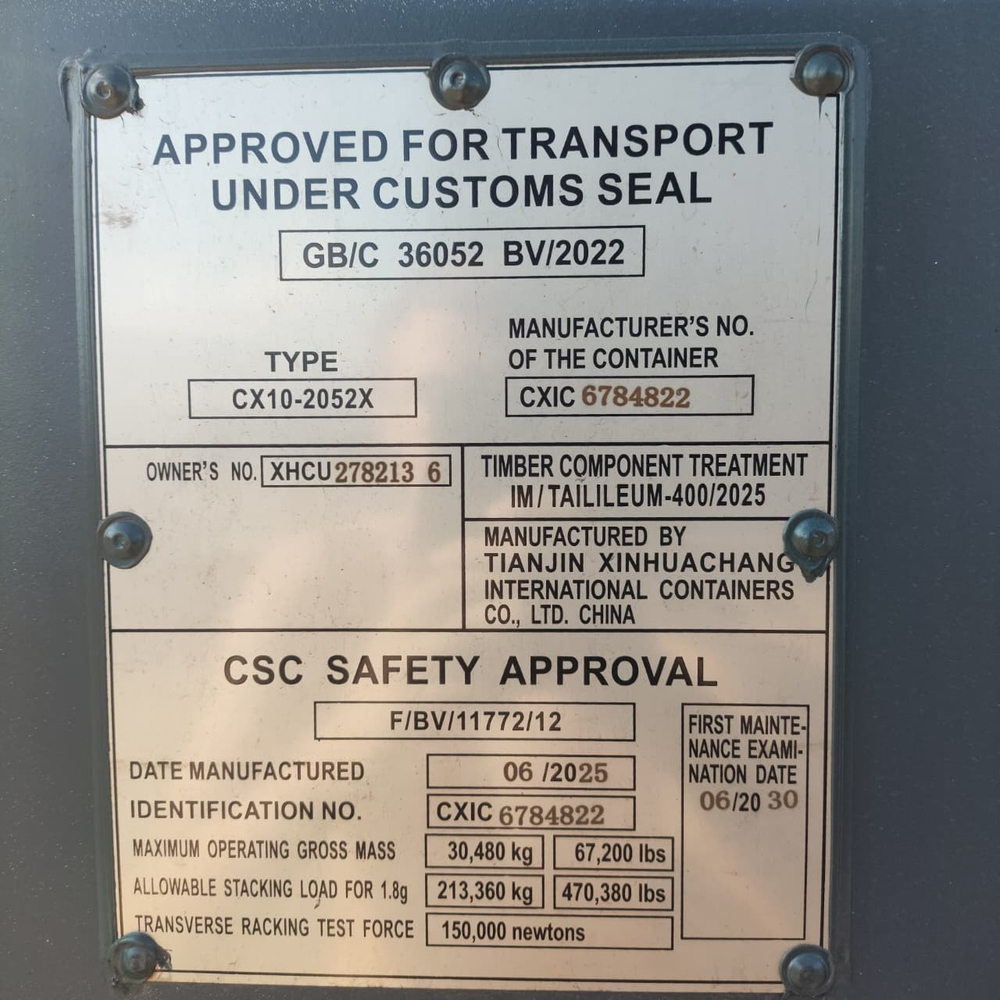 APPROVED FOR TRANSPORT
UNDER CUSTOMS SEAL
GB/C 36052 BV/2022
TYPE
CX10-2052X
MANUFACTURER'S NO.
OF THE CONTAINER
CXIC 6784822
OWNER'S NO. XHCU 278213 6
TIMBER COMPONENT TREATMENT
IM/TAILILEUM-400/2025
MANUFACTURED BY
TIANJIN XINHUACHANG
INTERNATIONAL CONTAINERS
CO., LTD. CHINA
CSC SAFETY APPROVAL
F/BV/11772/12
DATE MANUFACTURED 06 /2025
IDENTIFICATION NO. CXIC 6784822
MAXIMUM OPERATING GROSS MASS 30,480 kg 67,200 lbs
ALLOWABLE STACKING LOAD FOR 1.8g 213,360 kg 470,380 lbs
TRANSVERSE RACKING TEST FORCE 150,000 newtons
FIRST MAINTE-
NANCE EXAMI-
NATION DATE
06/20 30